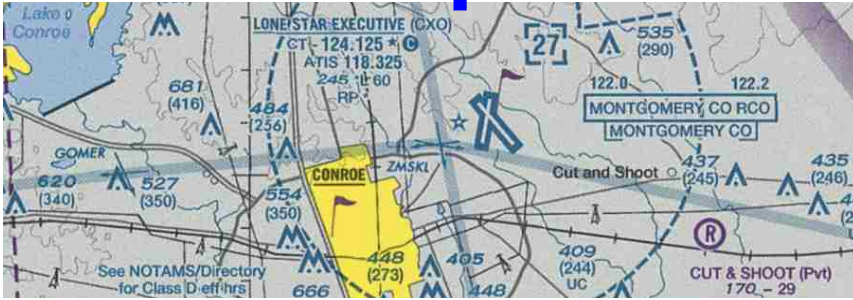 Lake
Conroe
LONE STAR EXECUTIVE (CXO)
CT - 124.125 * C
ATIS 118.325
245 *L 60
RP
27
535
(290)
681
(416)
484
(256)
122.0
122.2
MONTGOMERY CO RCO
MONTGOMERY CO
GOMER
CONROE
ZMSKL
Cut and Shoot
437
(245)
435
(246)
620
(340)
527
(350)
554
(350)
448
(273)
405
409
(244)
UC
R
CUT & SHOOT (Pvt)
170 - 29
See NOTAMS/Directory
for Class D eff hrs
666
448